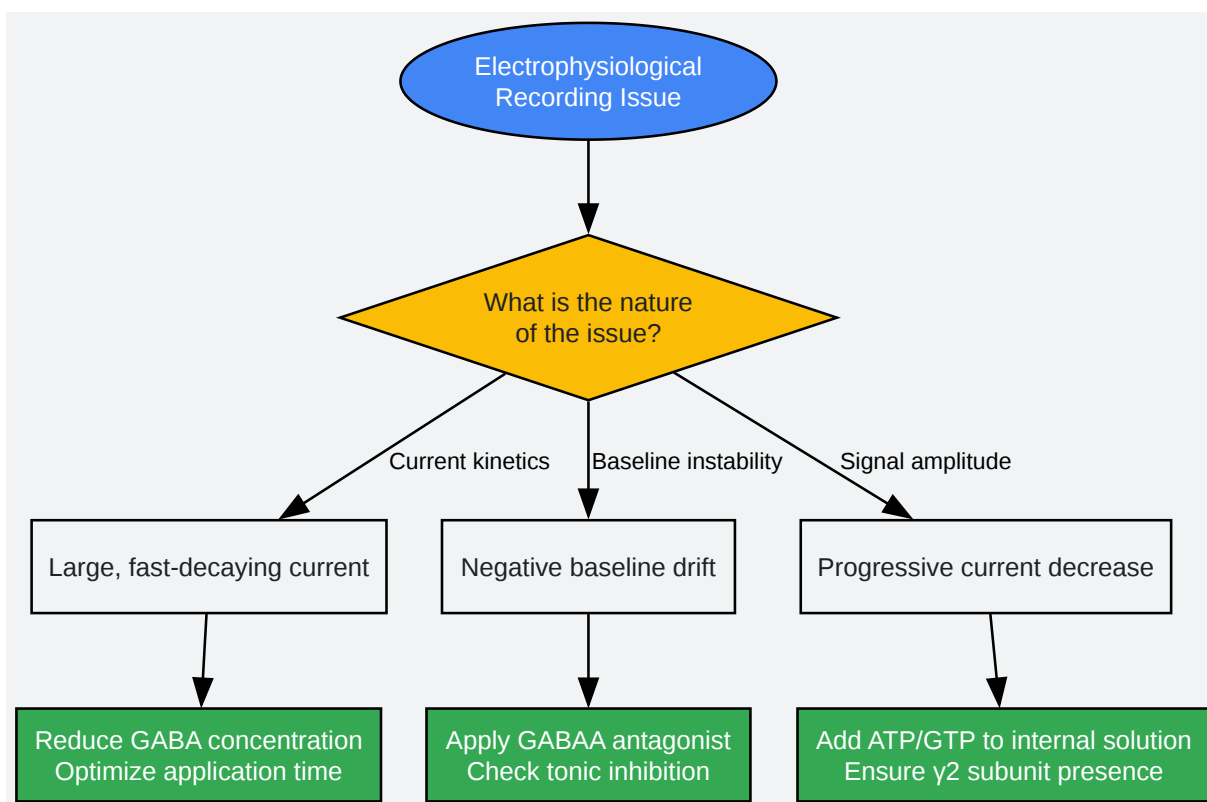 Electrophysiological
Recording Issue
What is the nature
of the issue?
Current kinetics
Baseline instability
Signal amplitude
Large, fast-decaying current
Negative baseline drift
Progressive current decrease
Reduce GABA concentration
Optimize application time
Apply GABAA antagonist
Check tonic inhibition
Add ATP/GTP to internal solution
Ensure γ2 subunit presence